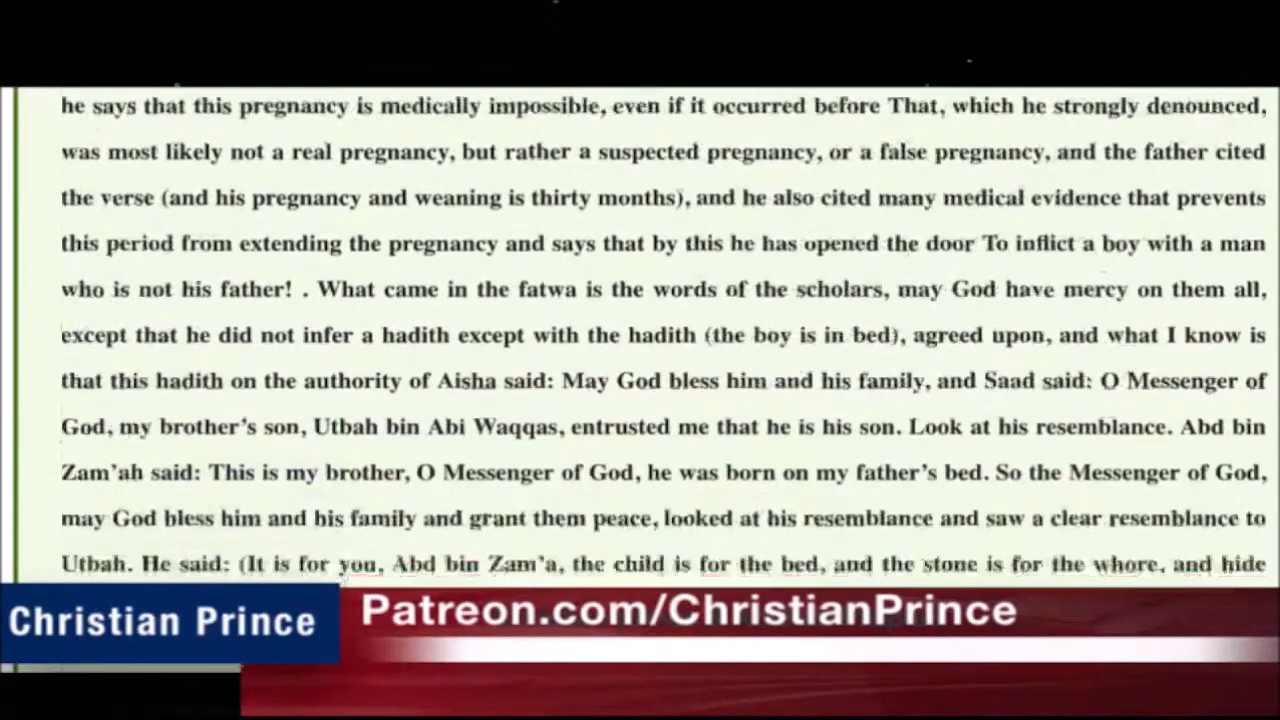 he says that this pregnancy is medically impossible, even if it occurred before That, which he strongly denounced,
was most likely not a real pregnancy, but rather a suspected pregnancy, or a false pregnancy, and the father cited
the verse (and his pregnancy and weaning is thirty months), and he also cited many medical evidence that prevents
this period from extending the pregnancy and says that by this he has opened the door To inflict a boy with a man
who is not his father! . What came in the fatwa is the words of the scholars, may God have mercy on them all,
except that he did not infer a hadith except with the hadith (the boy is in bed), agreed upon, and what I know is
that this hadith on the authority of Aisha said: May God bless him and his family, and Saad said: O Messenger of
God, my brother's son, Utbah bin Abi Waqqas, entrusted me that he is his son. Look at his resemblance. Abd bin
Zam'ah said: This is my brother, O Messenger of God, he was born on my father's bed. So the Messenger of God,
may God bless him and his family and grant them peace, looked at his resemblance and saw a clear resemblance to
Utbah. He said: (It is for you, Abd bin Zam'a, the child is for the bed, and the stone is for the whore, and hide
Christian Prince
Patreon.com/ChristianPrince